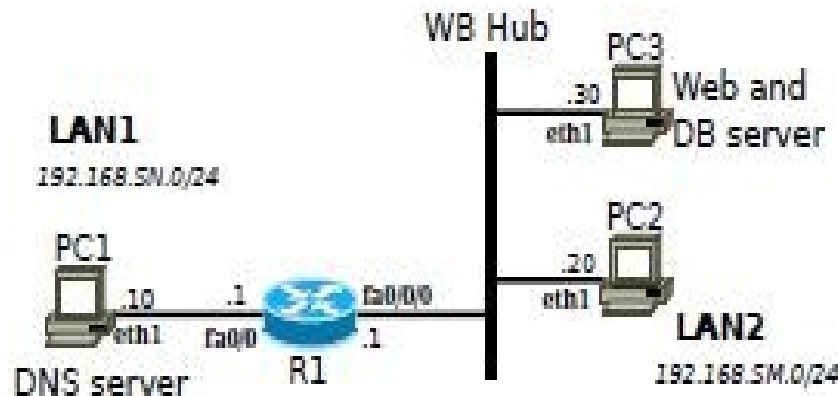 WB Hub
PC3
.30
Web and
eth1
DB server
LAN1
192.168.SN.0/24
PC1
.10
.1
fa0/0/0
.20
PC2
eth1
fa0/0
.1
eth1
R1
LAN2
DNS server
192.168.SM.0/24